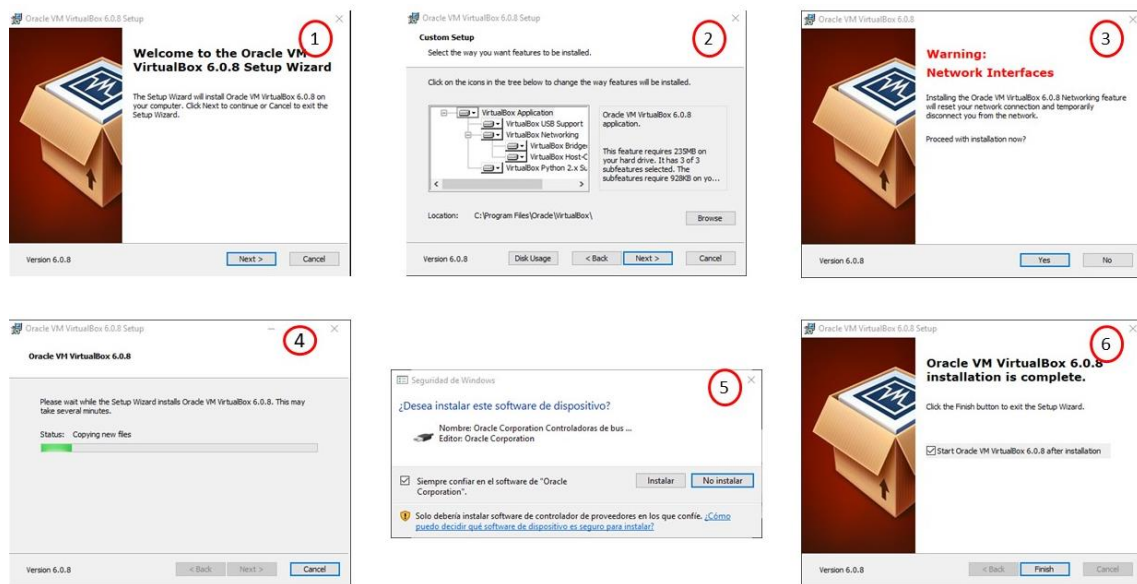 Oracle VM VirtualBox 6.0.8 Setup
1
Welcome to the Oracle VM
VirtualBox 6.0.8 Setup Wizard
The Setup Wizard will install Oracle VM VirtualBox 6.0.8 on
your computer. Click Next to continue or Cancel to exit the
Setup Wizard.
Version 6.0.8
Next >
Cancel
Oracle VM VirtualBox 6.0.8 Setup
2
Custom Setup
Select the way you want features to be installed.
Click on the icons in the tree below to change the way features will be installed.
VirtualBox Application
VirtualBox USB Support
VirtualBox Networking
VirtualBox Bridge
VirtualBox Host-C
VirtualBox Python 2.x Su
Oracle VM VirtualBox 6.0.8
application.
This feature requires 235MB on
your hard drive. It has 3 of 3
subfeatures selected. The
subfeatures require 928KB on yo...
Location: C:\Program Files\Oracle\VirtualBox\
Browse
Version 6.0.8
Disk Usage
< Back
Next >
Cancel
Oracle VM VirtualBox 6.0.8
3
Warning:
Network Interfaces
Installing the Oracle VM VirtualBox 6.0.8 Networking feature
will reset your network connection and temporarily
disconnect you from the network.
Proceed with installation now?
Version 6.0.8
Yes
No
Oracle VM VirtualBox 6.0.8 Setup
4
Oracle VM VirtualBox 6.0.8
Please wait while the Setup Wizard installs Oracle VM VirtualBox 6.0.8. This may
take several minutes.
Status: Copying new files
Version 6.0.8
< Back
Next >
Cancel
Seguridad de Windows
5
¿Desea instalar este software de dispositivo?
Nombre: Oracle Corporation Controladoras de bus ...
Editor: Oracle Corporation
Siempre confiar en el software de "Oracle
Corporation".
Instalar
No instalar
Solo debería instalar software de controlador de proveedores en los que confíe. ¿Cómo
puedo decidir qué software de dispositivo es seguro para instalar?
Oracle VM VirtualBox 6.0.8 Setup
6
Oracle VM VirtualBox 6.0.8
installation is complete.
Click the Finish button to exit the Setup Wizard.
Start Oracle VM VirtualBox 6.0.8 after installation
Version 6.0.8
< Back
Finish
Cancel